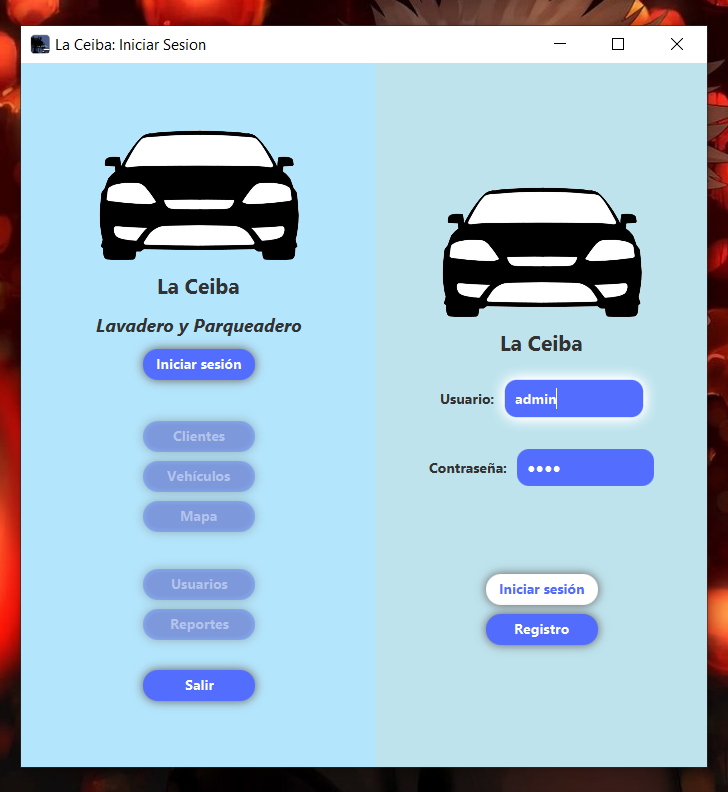 La Ceiba: Iniciar Sesion
La Ceiba
Lavadero y Parqueadero
Iniciar sesión
Clientes
Vehículos
Mapa
Usuarios
Reportes
Salir
La Ceiba
Usuario: admin
Contraseña: ●●●●
Iniciar sesión
Registro